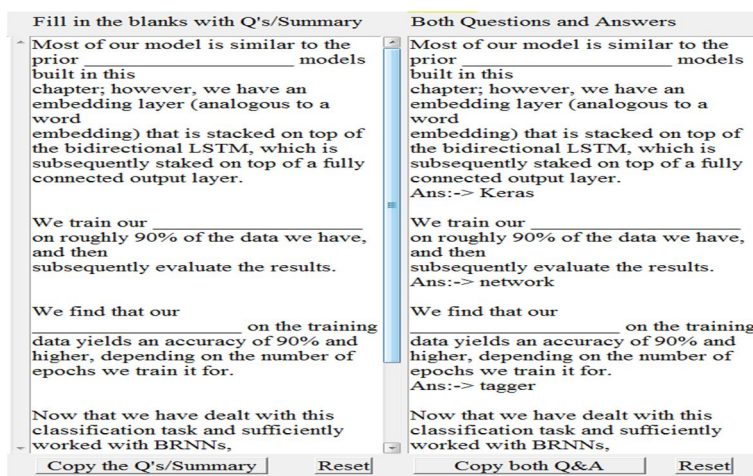 Fill in the blanks with Q's/Summary
Most of our model is similar to the
prior ______________________ models
built in this
chapter; however, we have an
embedding layer (analogous to a
word
embedding) that is stacked on top of
the bidirectional LSTM, which is
subsequently staked on top of a fully
connected output layer.
We train our ______________________
on roughly 90% of the data we have,
and then
subsequently evaluate the results.
We find that our
______________________ on the training
data yields an accuracy of 90% and
higher, depending on the number of
epochs we train it for.
Now that we have dealt with this
classification task and sufficiently
worked with BRNNs,
Copy the Q's/Summary
Reset
Both Questions and Answers
Most of our model is similar to the
prior ______________________ models
built in this
chapter; however, we have an
embedding layer (analogous to a
word
embedding) that is stacked on top of
the bidirectional LSTM, which is
subsequently staked on top of a fully
connected output layer.
Ans:-> Keras
We train our ______________________
on roughly 90% of the data we have,
and then
subsequently evaluate the results.
Ans:-> network
We find that our
______________________ on the training
data yields an accuracy of 90% and
higher, depending on the number of
epochs we train it for.
Ans:-> tagger
Now that we have dealt with this
classification task and sufficiently
worked with BRNNs,
Copy both Q&A
Reset